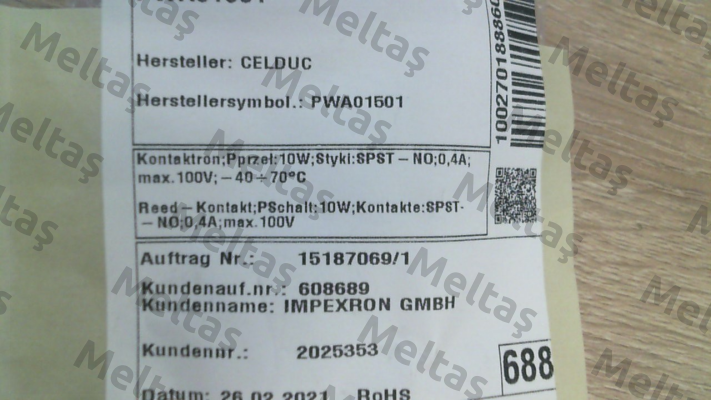 Hersteller: CELDUC
Herstellersymbol.: PWA01501
Kontaktron;Pprzeł:10W;Styki:SPST – NO;0,4A;
max.100V; – 40 ÷ 70°C
Reed – Kontakt;PSchalt:10W;Kontakte:SPST-
– NO;0,4A;max.100V
Auftrag Nr.: 15187069/1
Kundenauf.nr.: 608689
Kundenname: IMPEXRON GMBH
Kundennr.: 2025353
688
Datum: 26.02.2021 RoHS
Meltaş